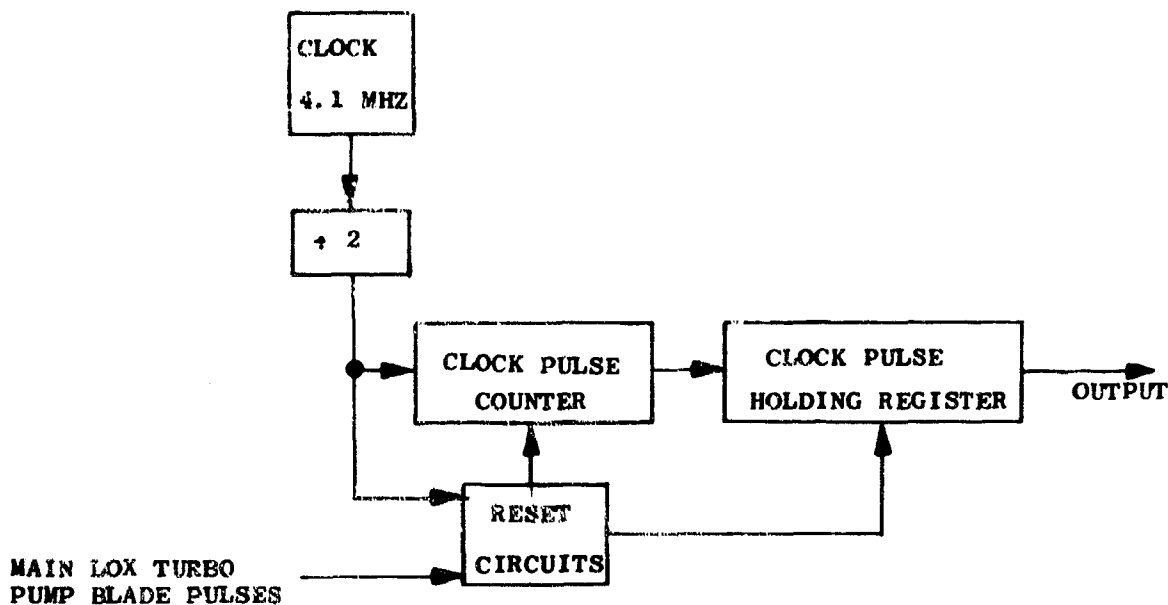 CLOCK
4.1 MHZ
÷ 2
CLOCK PULSE
COUNTER
CLOCK PULSE
HOLDING REGISTER
OUTPUT
RESET
CIRCUITS
MAIN LOX TURBO
PUMP BLADE PULSES